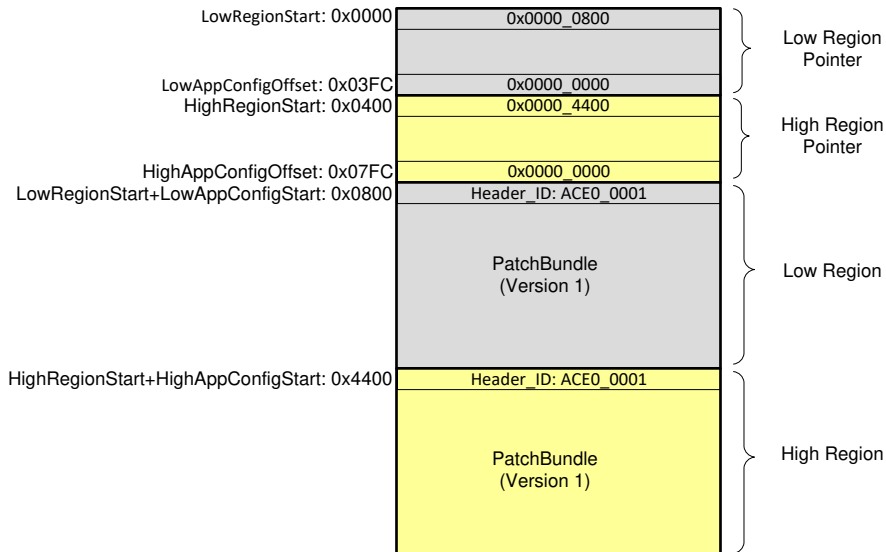 LowRegionStart: 0x0000
0x0000_0800
Low Region
Pointer
LowAppConfigOffset: 0x03FC
0x0000_0000
HighRegionStart: 0x0400
0x0000_4400
High Region
Pointer
HighAppConfigOffset: 0x07FC
0x0000_0000
LowRegionStart+LowAppConfigStart: 0x0800
Header_ID: ACE0_0001
PatchBundle
(Version 1)
Low Region
HighRegionStart+HighAppConfigStart: 0x4400
Header_ID: ACE0_0001
PatchBundle
(Version 1)
High Region